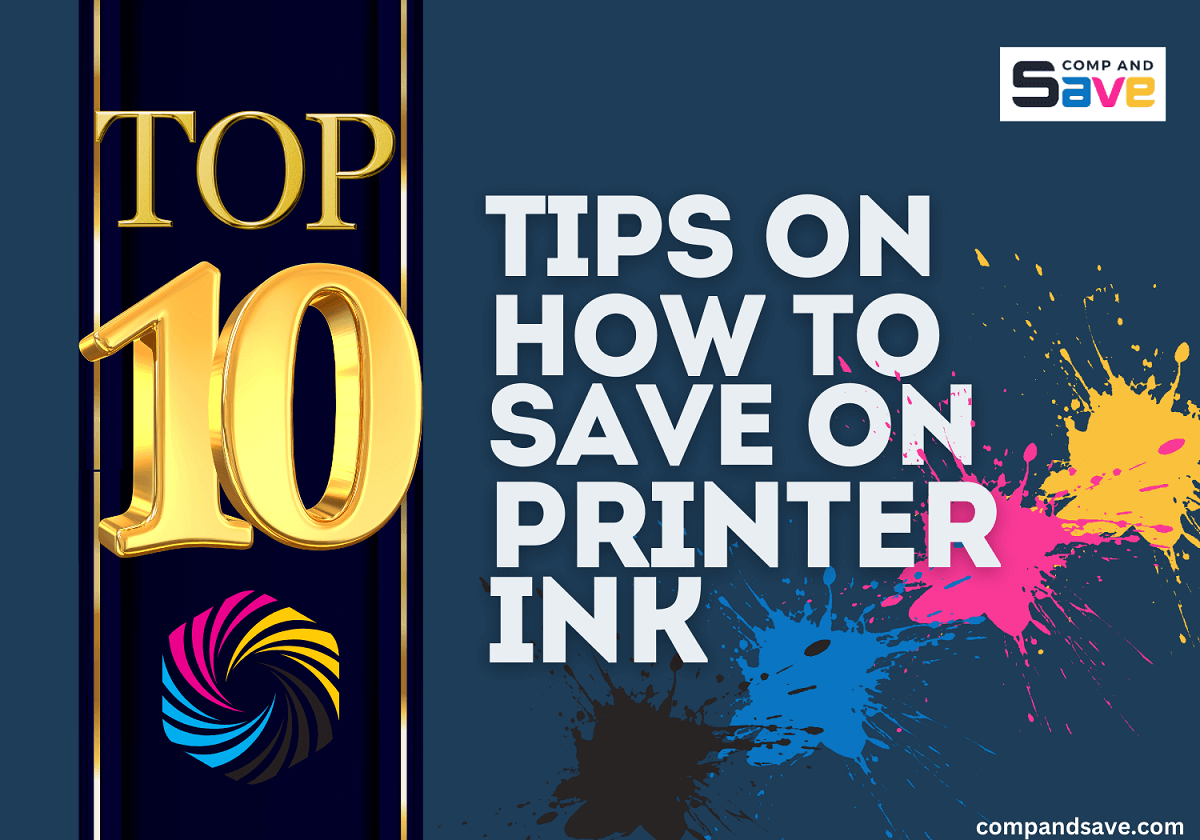 TOP
10
COMP AND
Save
TIPS ON
HOW TO
SAVE ON
PRINTER
INK
compandsave.com